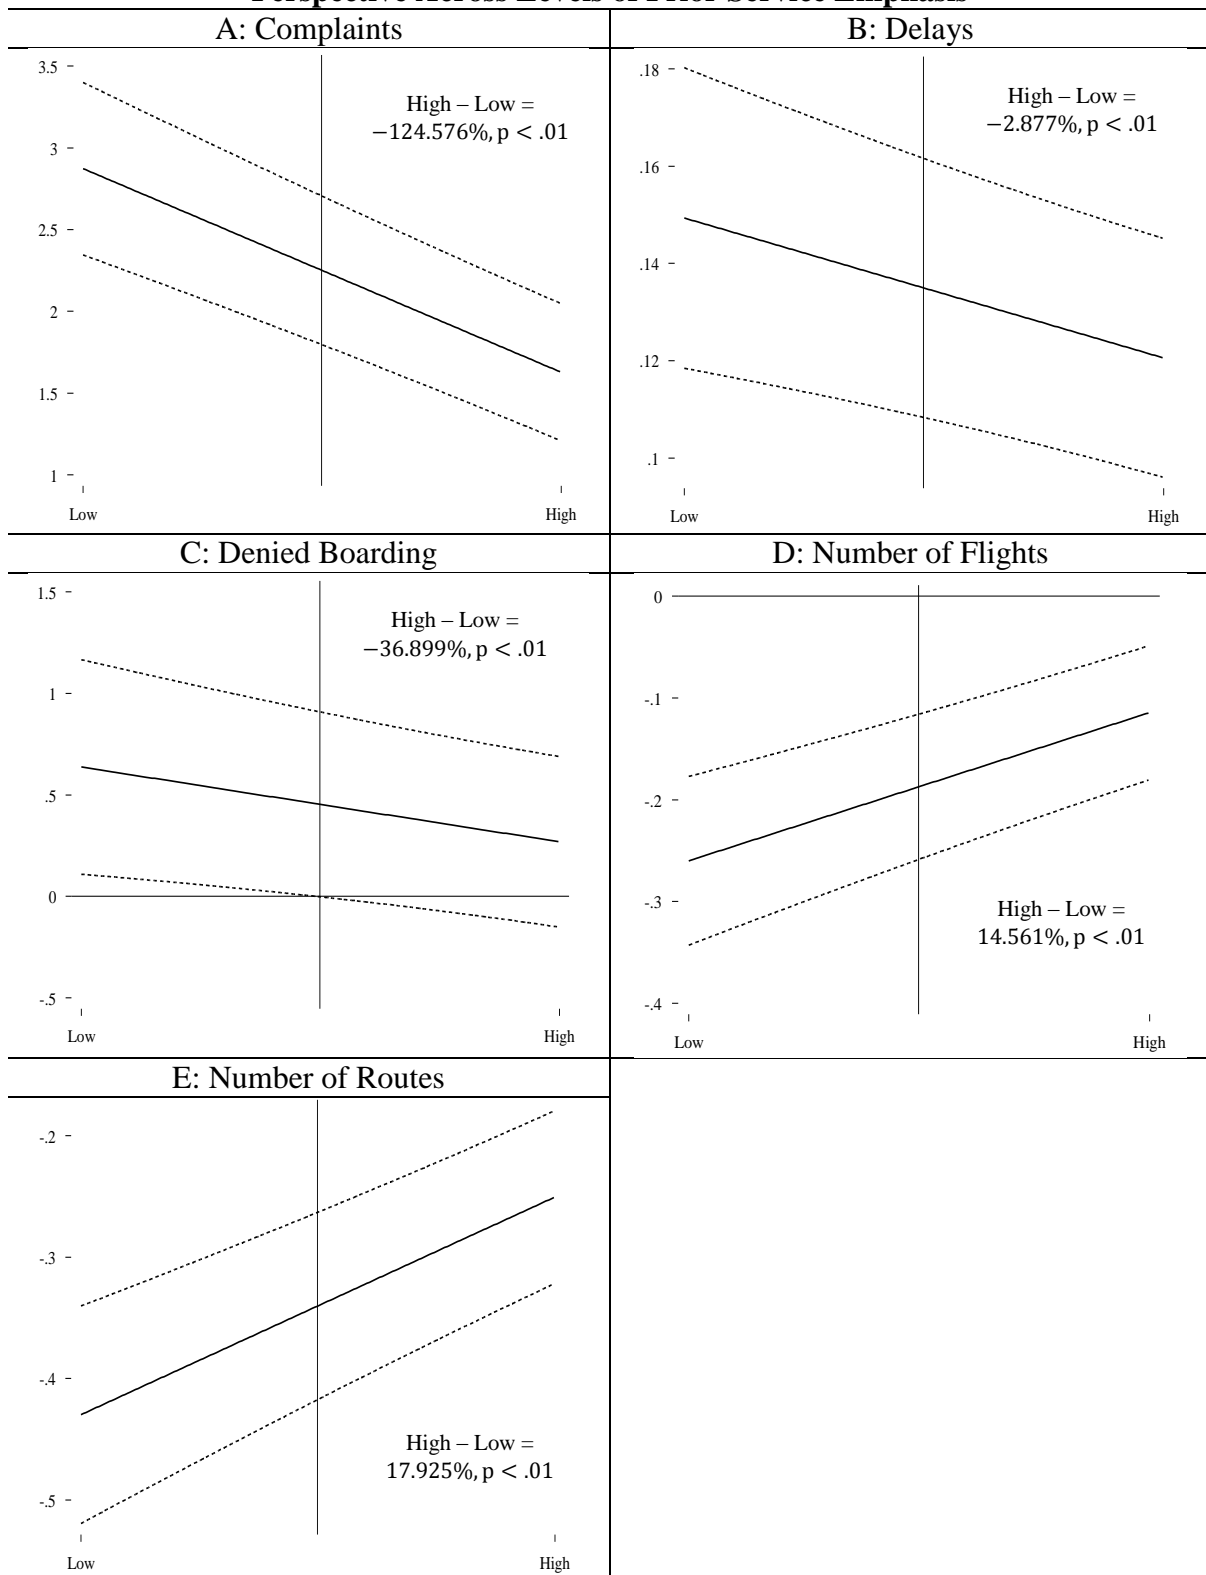 Perspective Across Levels of Prior Service Emphasis
A: Complaints
3.5
3
2.5
2
1.5
1
High – Low =
−124.576%, p < .01
Low
High
B: Delays
.18
.16
.14
.12
.1
High – Low =
−2.877%, p < .01
Low
High
C: Denied Boarding
1.5
1
.5
0
-.5
High – Low =
−36.899%, p < .01
Low
High
D: Number of Flights
0
-.1
-.2
-.3
-.4
High – Low =
14.561%, p < .01
Low
High
E: Number of Routes
-.2
-.3
-.4
-.5
High – Low =
17.925%, p < .01
Low
High